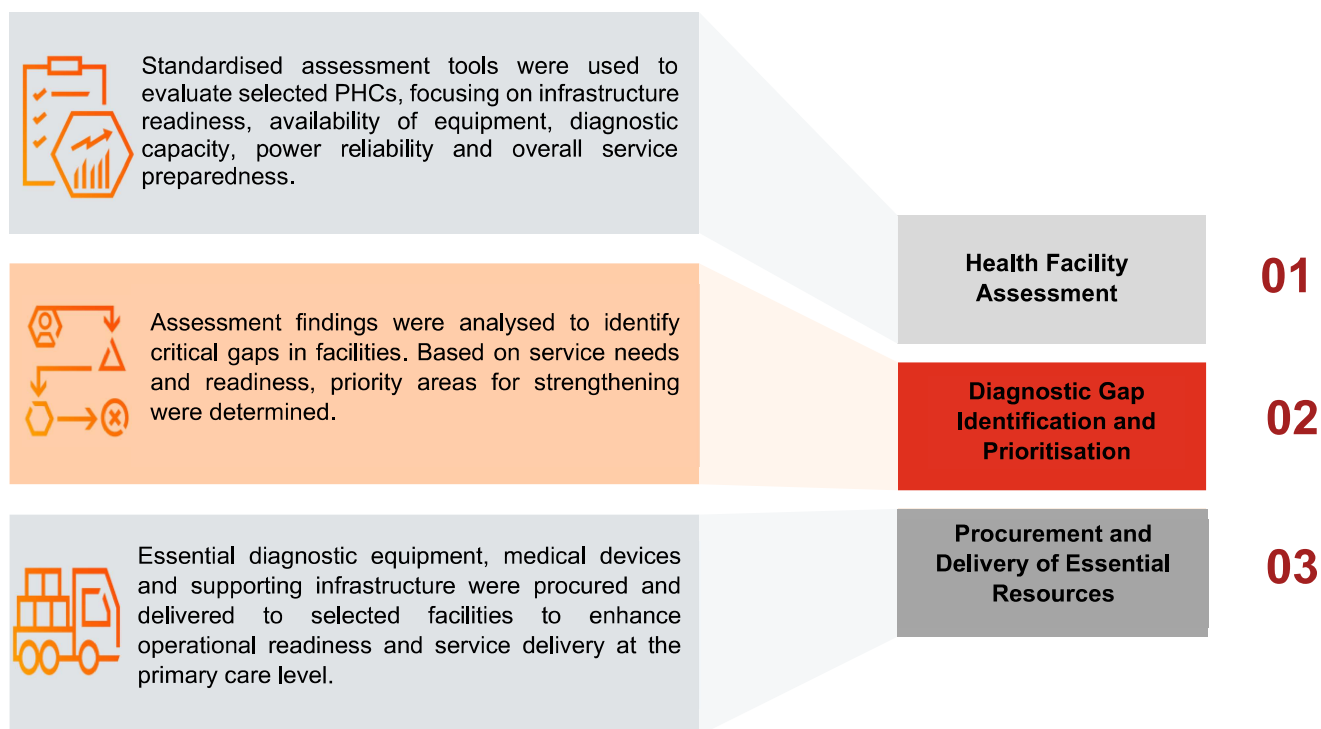 Standardised assessment tools were used to
evaluate selected PHCs, focusing on infrastructure
readiness, availability of equipment, diagnostic
capacity, power reliability and overall service
preparedness.
Health Facility
Assessment
01
Assessment findings were analysed to identify
critical gaps in facilities. Based on service needs
and readiness, priority areas for strengthening
were determined.
Diagnostic Gap
Identification and
Prioritisation
02
Essential diagnostic equipment, medical devices
and supporting infrastructure were procured and
delivered to selected facilities to enhance
operational readiness and service delivery at the
primary care level.
Procurement and
Delivery of Essential
Resources
03